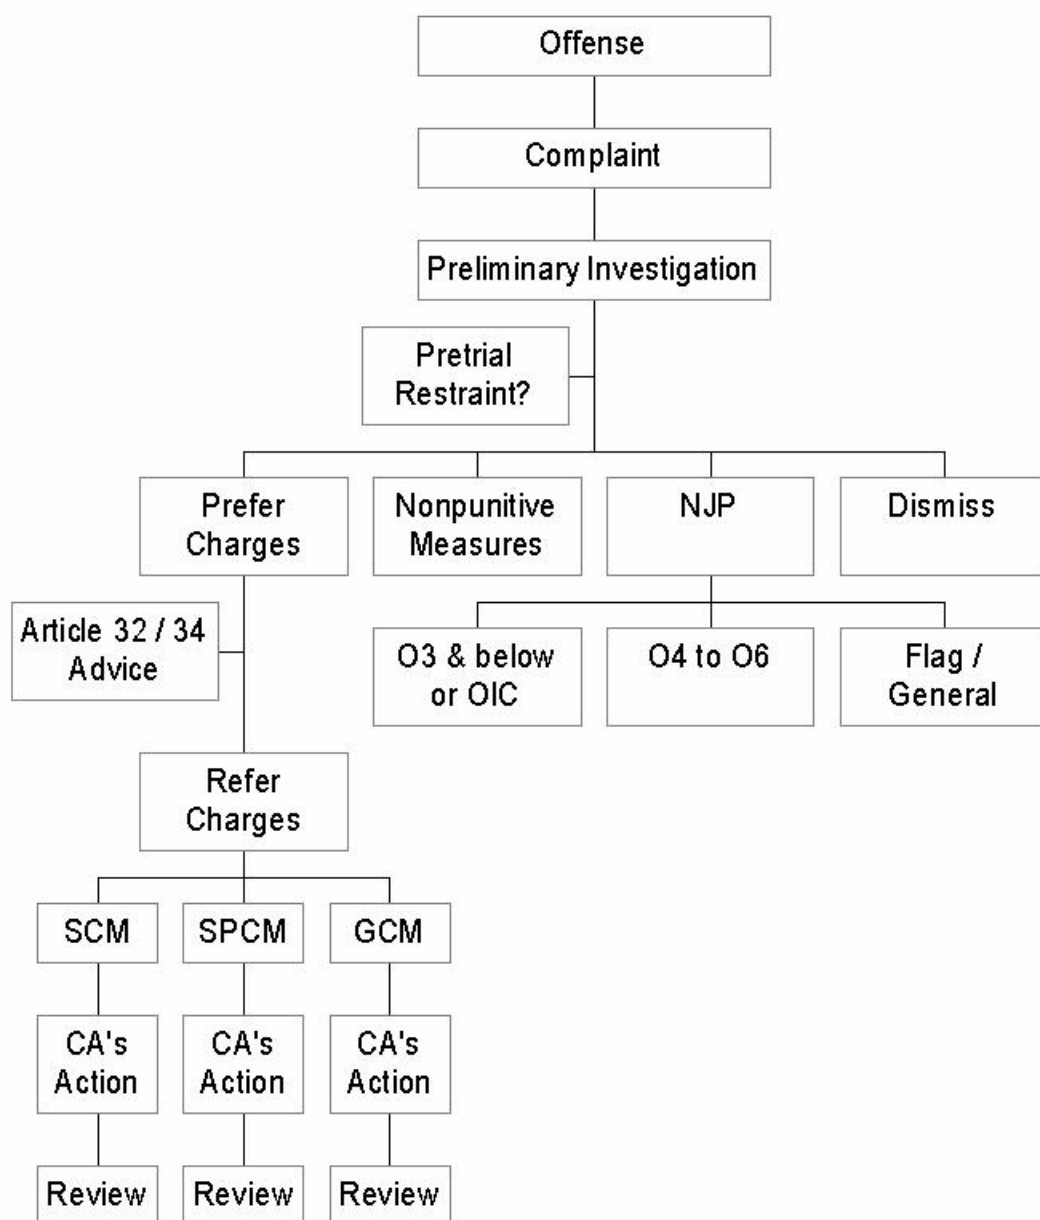 Offense
Complaint
Preliminary Investigation
Pretrial
Restraint?
Prefer
Charges
Nonpunitive
Measures
NJP
Dismiss
Article 32 / 34
Advice
O3 & below
or OIC
O4 to O6
Flag /
General
Refer
Charges
SCM
SPCM
GCM
CA's
Action
CA's
Action
CA's
Action
Review
Review
Review